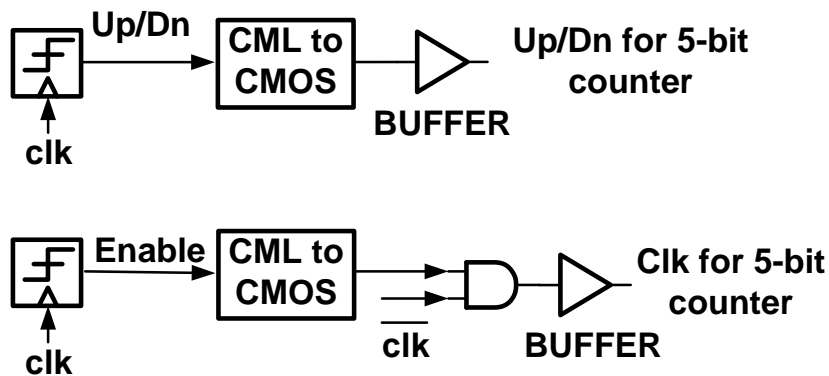 Up/Dn
CML to
CMOS
BUFFER
Up/Dn for 5-bit
counter
clk
Enable
CML to
CMOS
clk
BUFFER
Clk for 5-bit
counter
clk